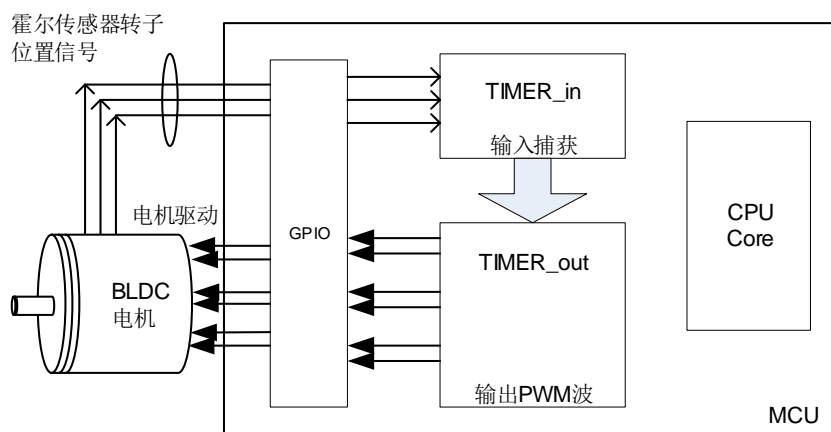 霍尔传感器转子
位置信号
TIMER_in
输入捕获
电机驱动
GPIO
CPU
Core
TIMER_out
BLDC
电机
输出PWM波
MCU